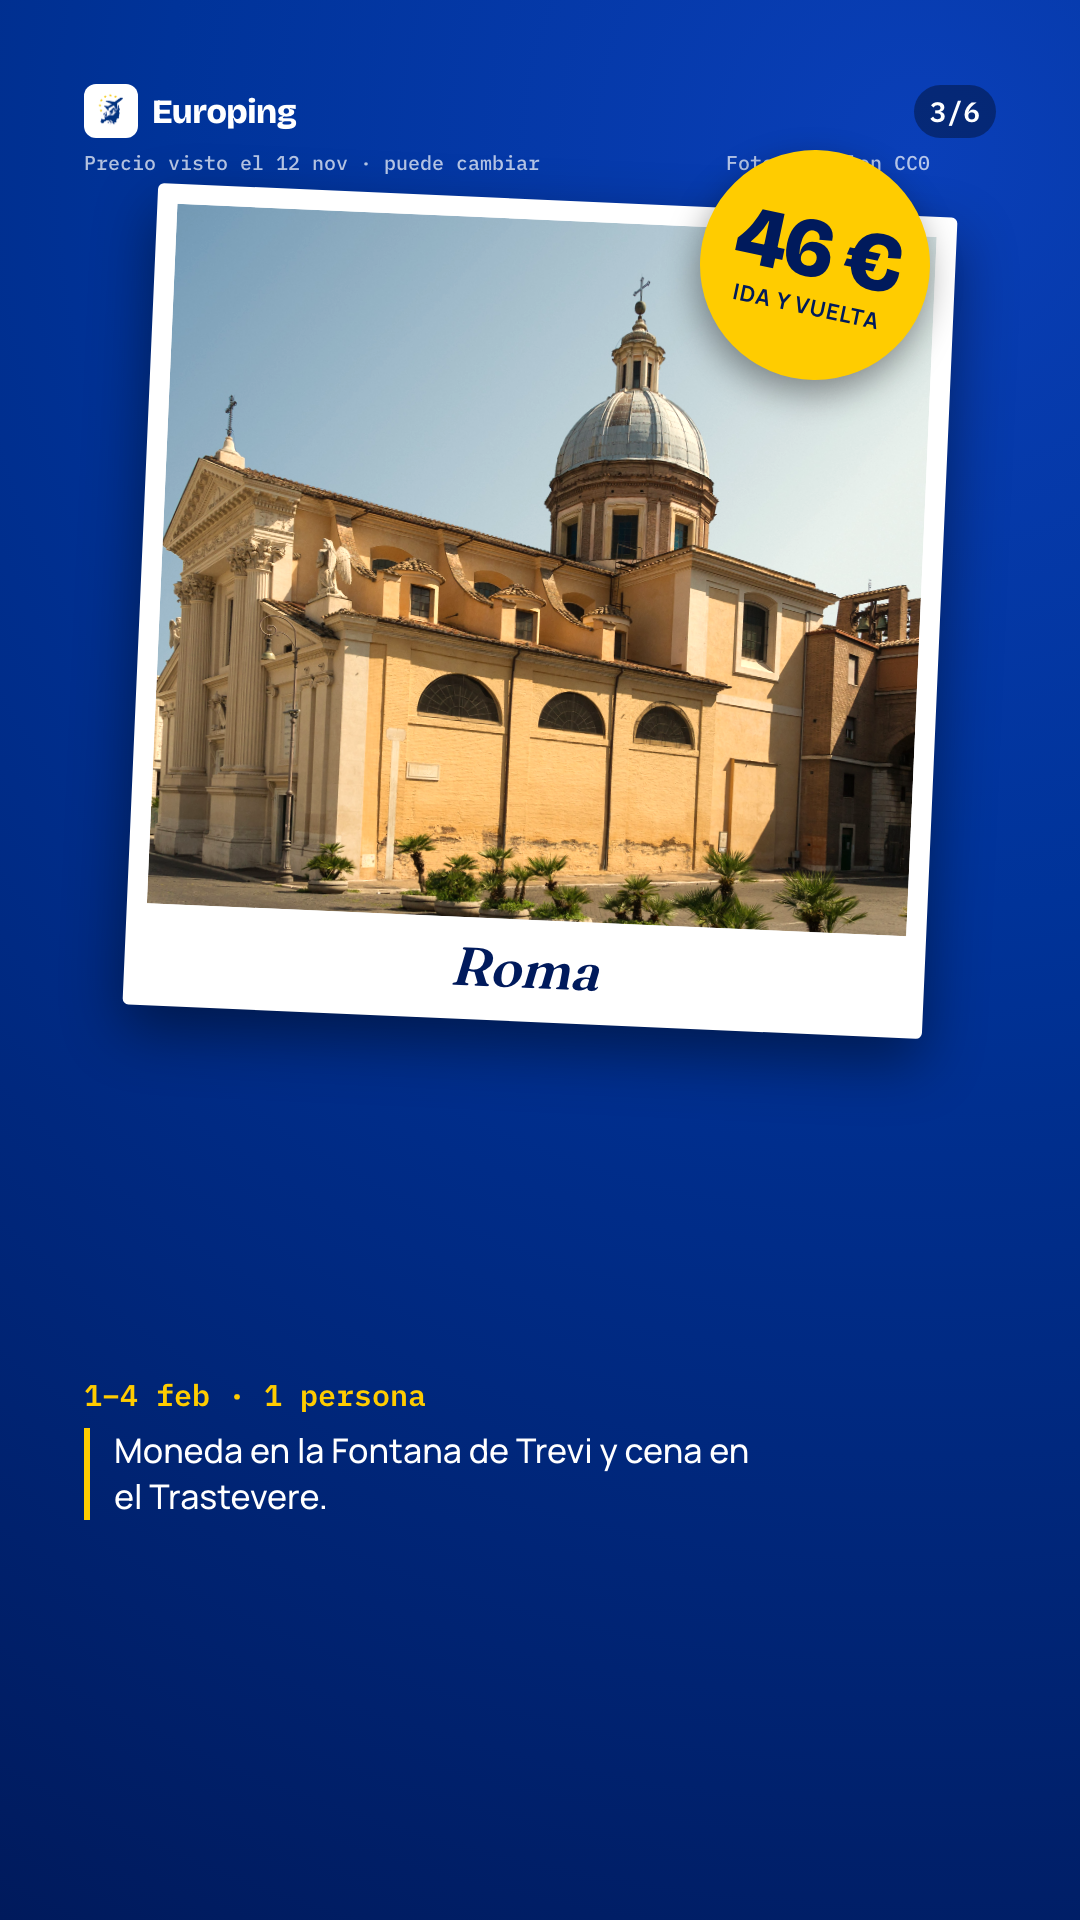 Europing
3/6
Precio visto el 12 nov · puede cambiar
CC0
46 €
IDA Y VUELTA
Roma
1–4 feb · 1 persona
Moneda en la Fontana de Trevi y cena en
el Trastevere.